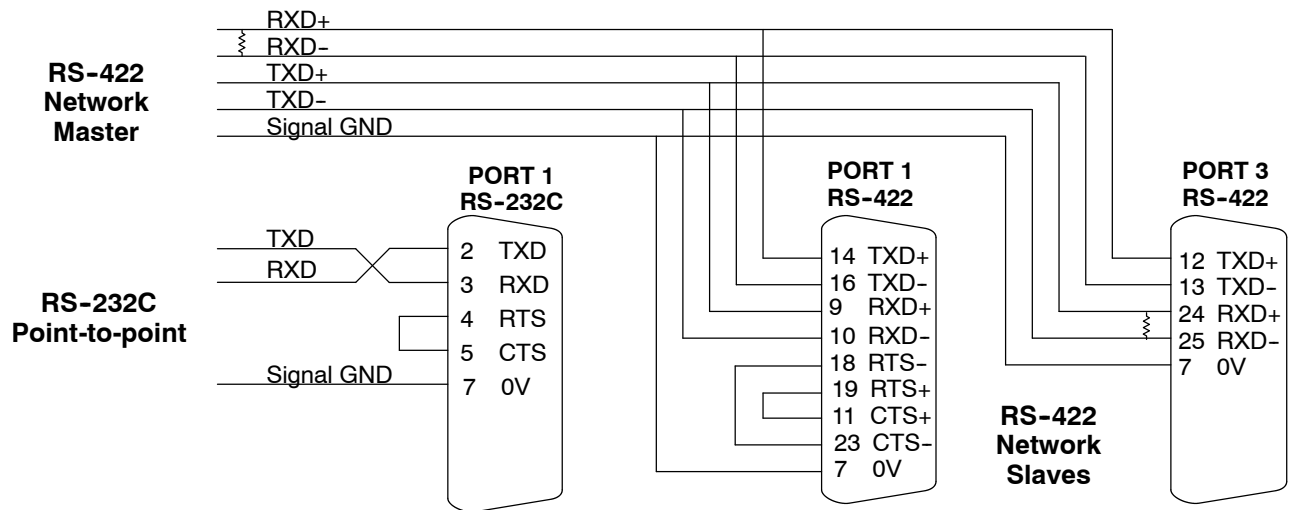 RXD+
RXD-
TXD+
TXD-
Signal GND
RS-422
Network
Master
PORT 1
RS-232C
TXD
RXD
Signal GND
RS-232C
Point-to-point
2 TXD
3 RXD
4 RTS
5 CTS
7 0V
PORT 1
RS-422
14 TXD+
16 TXD-
9 RXD+
10 RXD-
18 RTS-
19 RTS+
11 CTS+
23 CTS-
7 0V
PORT 3
RS-422
12 TXD+
13 TXD-
24 RXD+
25 RXD-
7 0V
RS-422
Network
Slaves